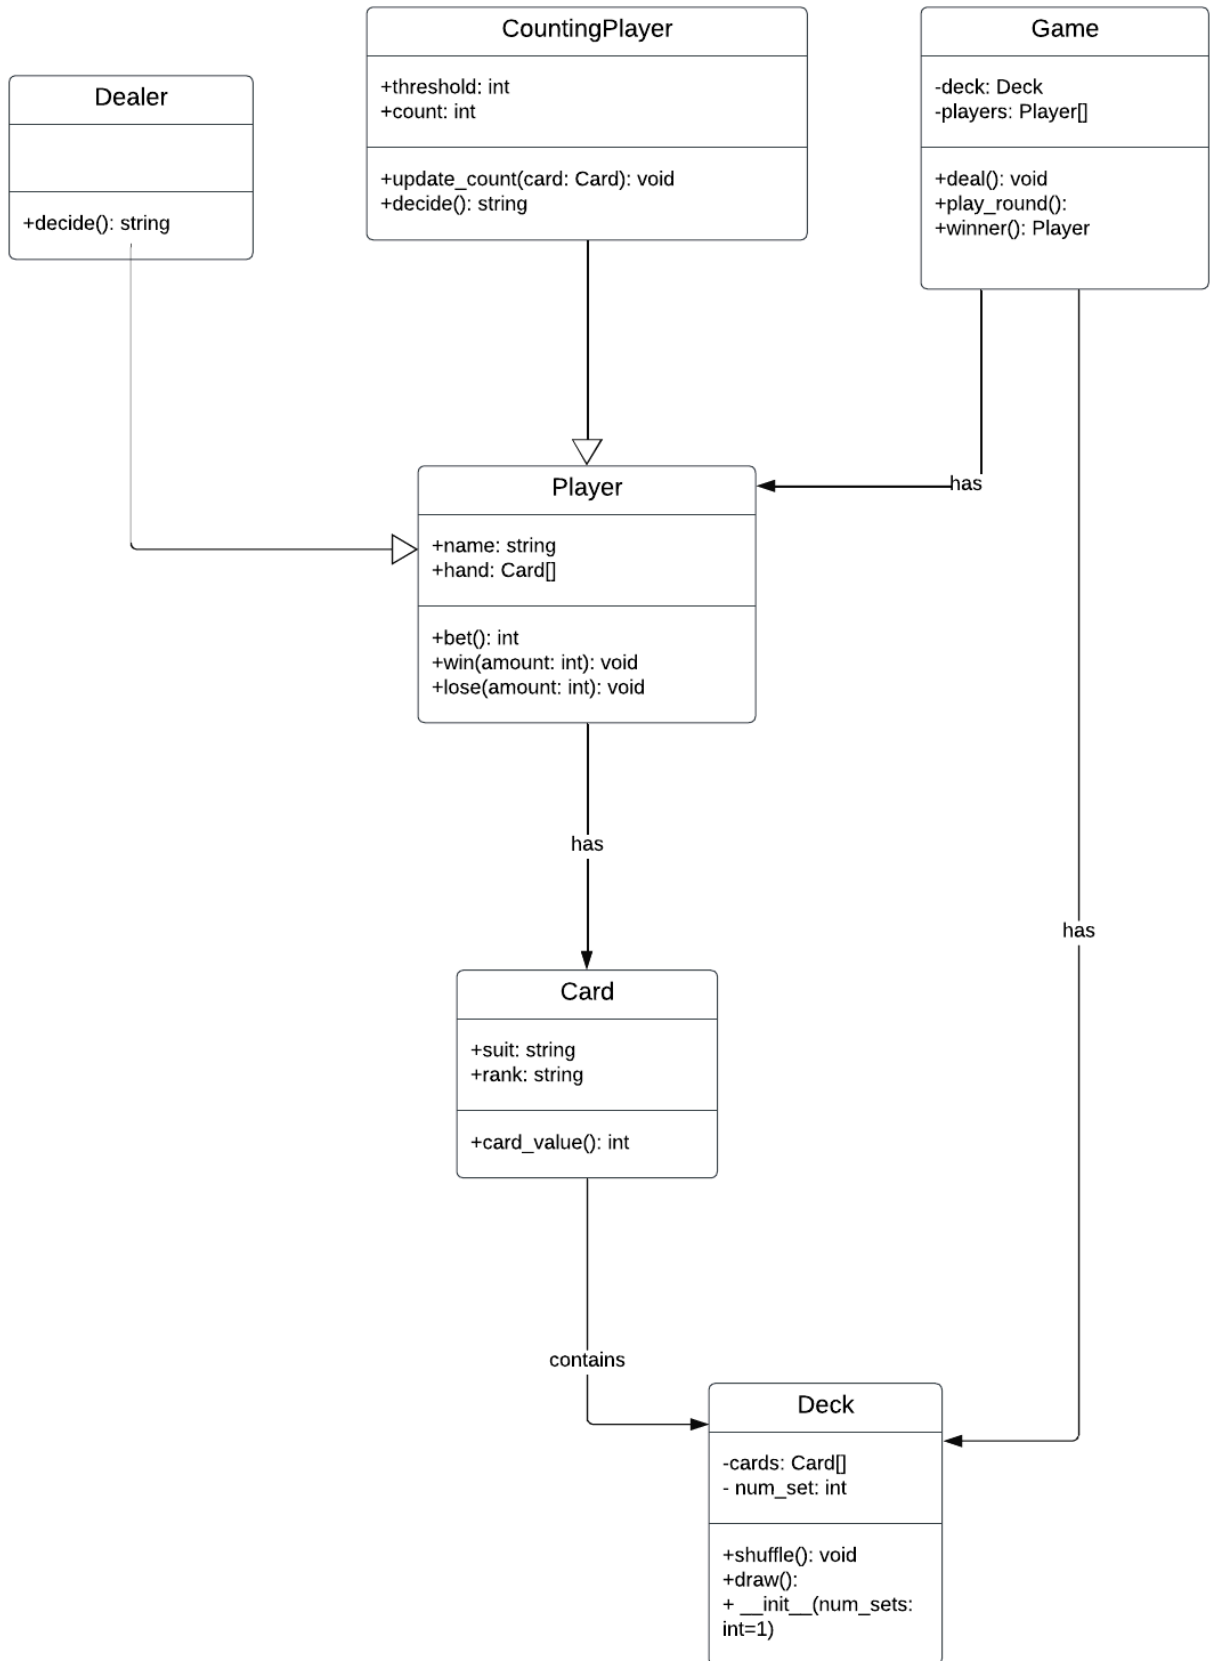 Dealer
+decide(): string
CountingPlayer
+threshold: int
+count: int
+update_count(card: Card): void
+decide(): string
Game
-deck: Deck
-players: Player[]
+deal(): void
+play_round():
+winner(): Player
has
Player
+name: string
+hand: Card[]
+bet(): int
+win(amount: int): void
+lose(amount: int): void
has
has
Card
+suit: string
+rank: string
+card_value(): int
contains
Deck
-cards: Card[]
- num_set: int
+shuffle(): void
+draw():
+ __init__(num_sets:
int=1)